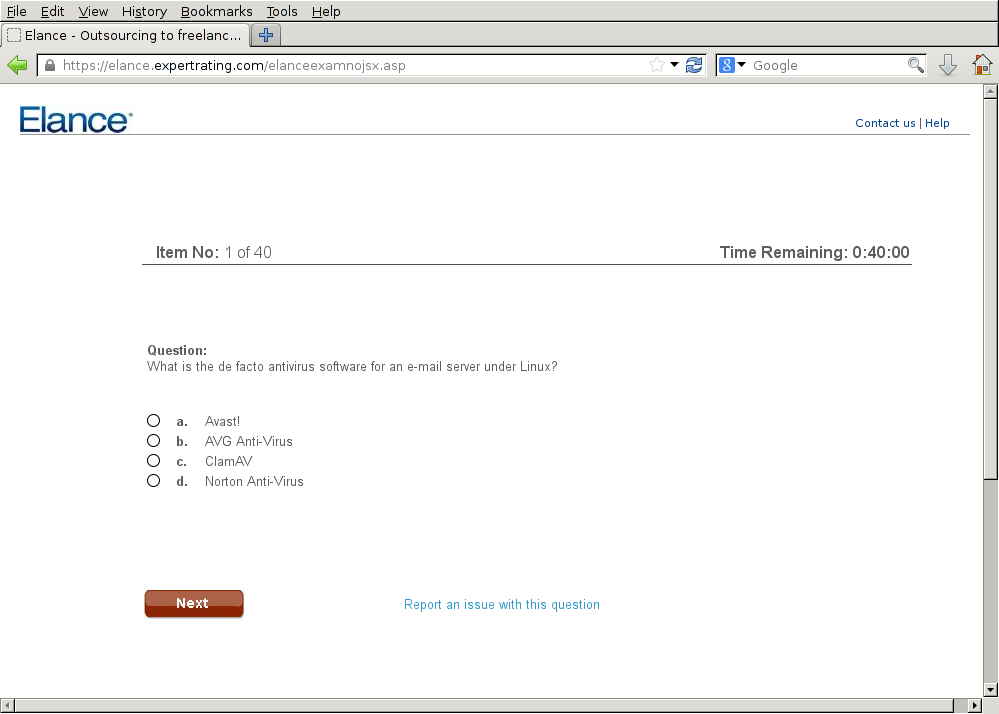 File Edit View History Bookmarks Tools Help
Elance - Outsourcing to freelanc...
https://elance.expertrating.com/elanceexamnojsx.asp
8 Google
Elance
Contact us | Help
Item No: 1 of 40 Time Remaining: 0:40:00
Question:
What is the de facto antivirus software for an e-mail server under Linux?
a. Avast!
b. AVG Anti-Virus
c. ClamAV
d. Norton Anti-Virus
Next Report an issue with this question